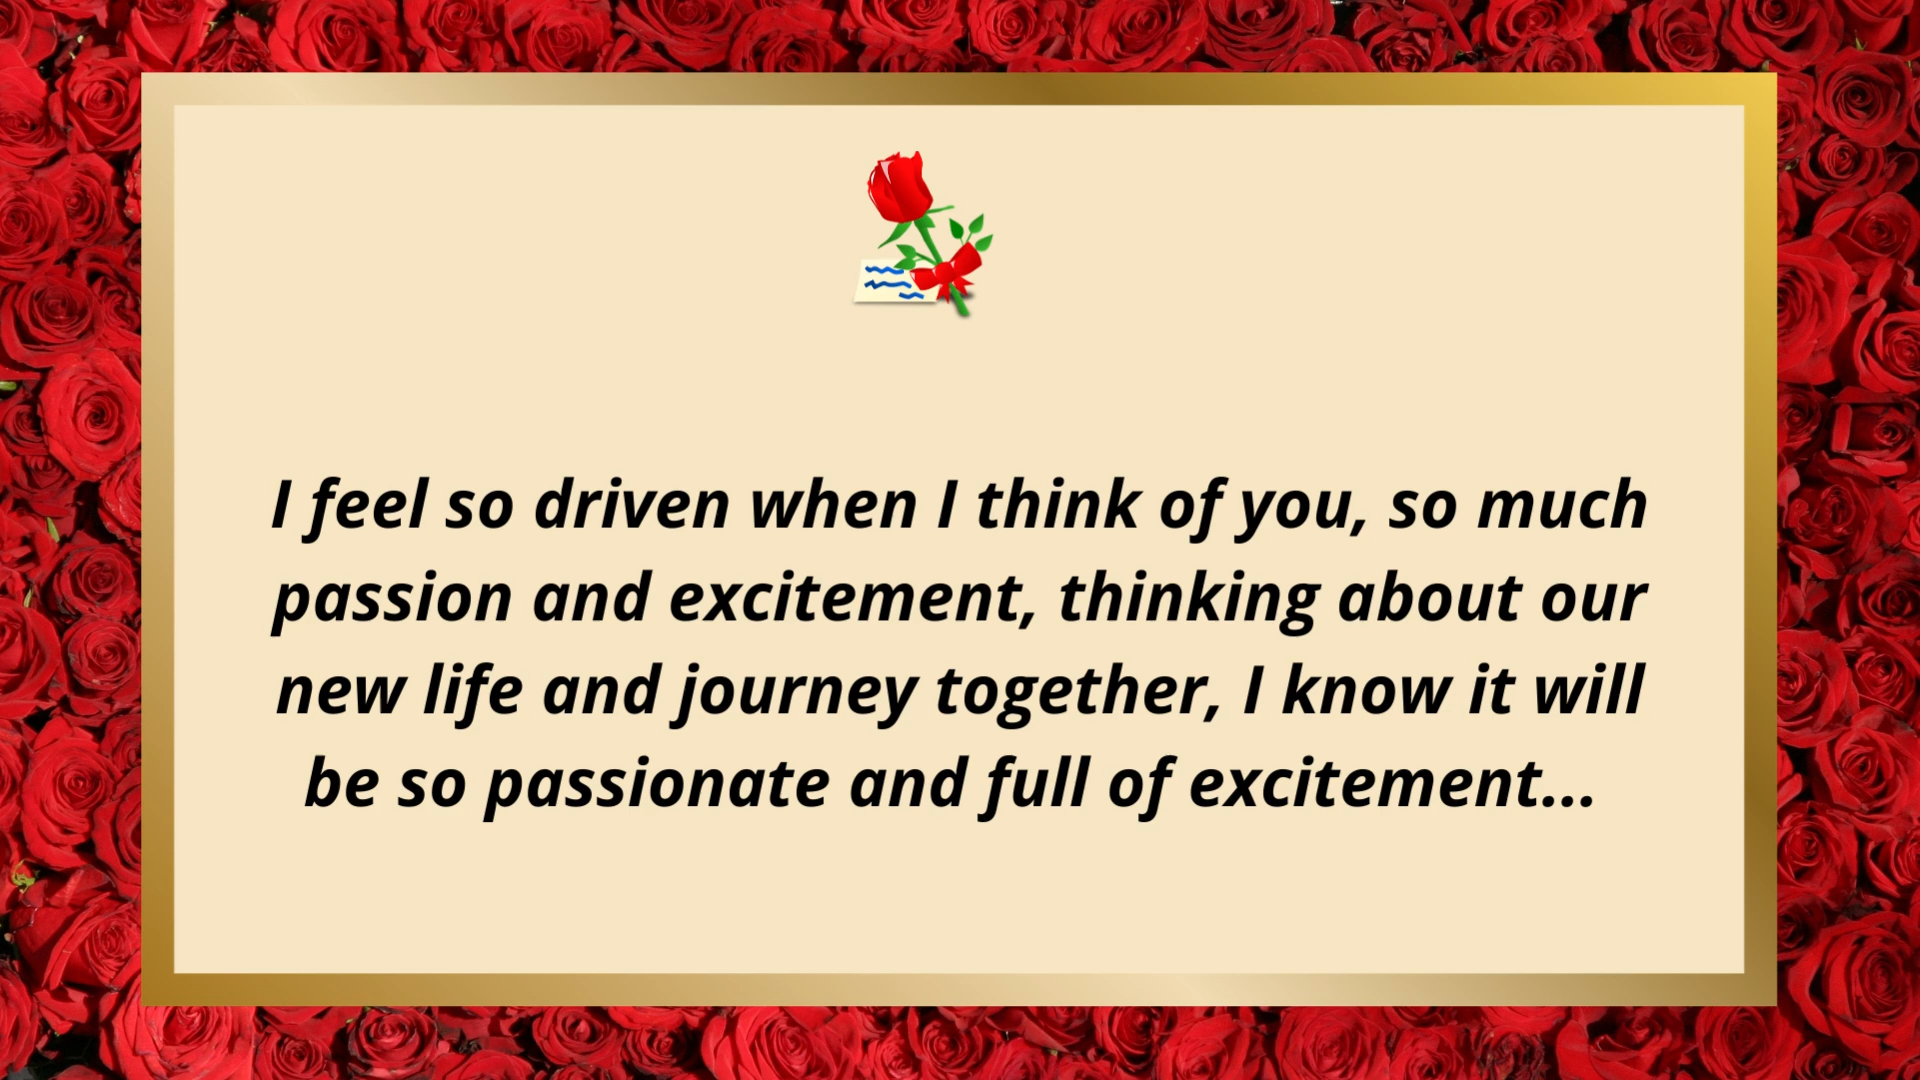 I feel so driven when I think of you, so much
passion and excitement, thinking about our
new life and journey together, I know it will
be so passionate and full of excitement...